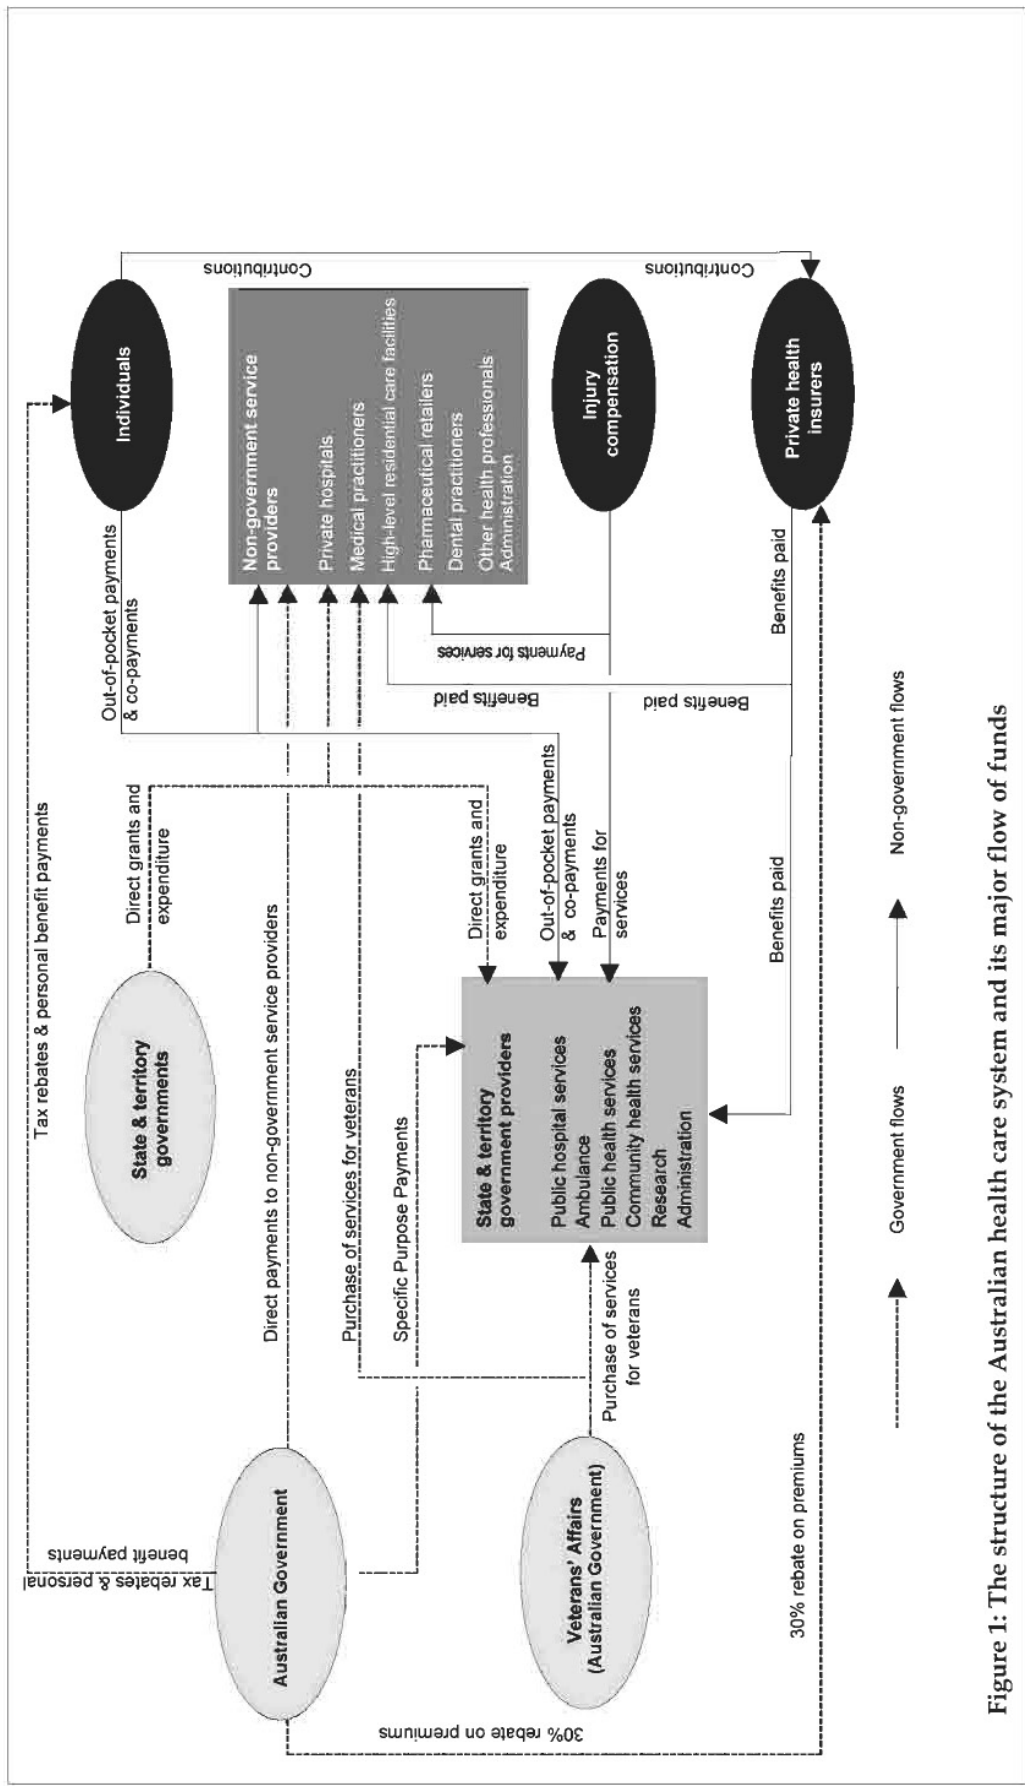 Tax rebates & personal benefit payments
Tax rebates & personal
benefit payments
State & territory
governments
Direct grants and
expenditure
Out-of-pocket payments
& co-payments
Individuals
Contributions
Australian Government
Direct payments to non-government service providers
Purchase of services for veterans
Specific Purpose Payments
Non-government service
providers
Private hospitals
Medical practitioners
High-level residential care facilities
Pharmaceutical retailers
Dental practitioners
Other health professionals
Administration
State & territory
government providers
Public hospital services
Ambulance
Public health services
Community health services
Research
Administration
Direct grants and
expenditure
Out-of-pocket payments
& co-payments
Payments for
services
Payments for services
Benefits paid
Benefits paid
Injury
compensation
Contributions
Veterans' Affairs
(Australian Government)
Purchase of services
for veterans
30% rebate on premiums
30% rebate on premiums
Benefits paid
Benefits paid
Private health
insurers
Government flows
Non-government flows
Figure 1: The structure of the Australian health care system and its major flow of funds